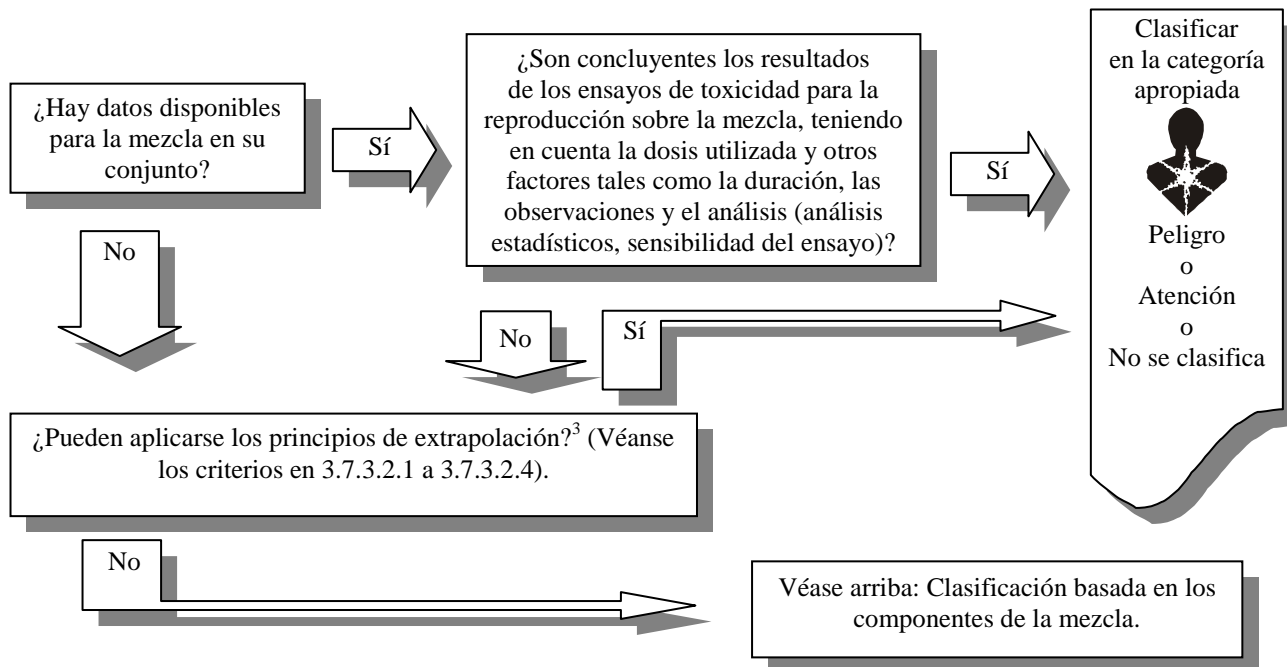 ¿Hay datos disponibles
para la mezcla en su
conjunto?
Sí
¿Son concluyentes los resultados
de los ensayos de toxicidad para la
reproducción sobre la mezcla, teniendo
en cuenta la dosis utilizada y otros
factores tales como la duración, las
observaciones y el análisis (análisis
estadísticos, sensibilidad del ensayo)?
Sí
Clasificar
en la categoría
apropiada
Peligro
o
Atención
o
No se clasifica
No
No
Sí
¿Pueden aplicarse los principios de extrapolación?³ (Véanse
los criterios en 3.7.3.2.1 a 3.7.3.2.4).
No
Véase arriba: Clasificación basada en los
componentes de la mezcla.